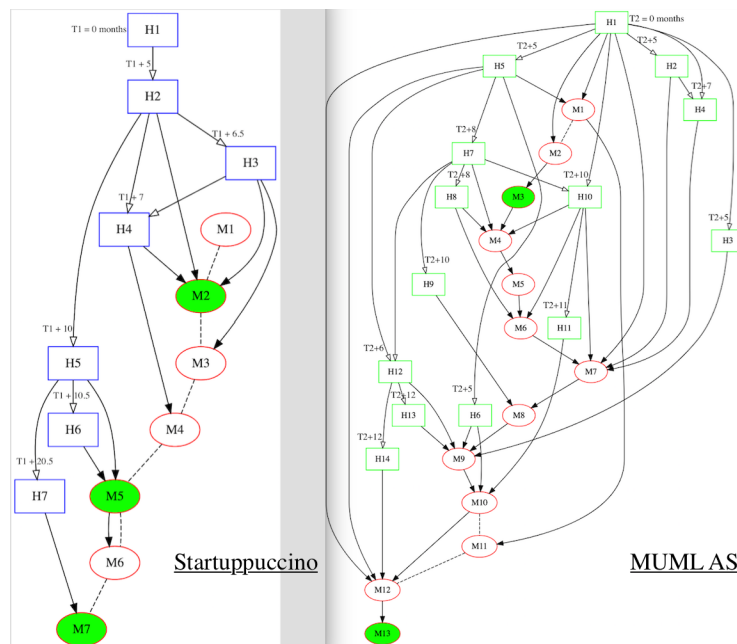 T1 = 0 months
H1
T1 + 5
H2
T1 + 6.5
H3
T1 + 7
H4
M1
M2
T1 + 10
M3
H5
T1 + 10.5
M4
H6
T1 + 20.5
H7
M5
M6
M7
Startuppuccino
H1
T2 = 0 months
T2+5
T2+5
H5
H2
T2+7
H4
M1
T2+8
H7
M2
T2+8
T2+10
H8
M3
H10
T2+5
H3
M4
T2+10
H9
M5
T2+11
M6
H11
T2+6
H12
M7
T2+12
T2+5
H13
H6
M8
T2+12
H14
M9
M10
M11
M12
M13
MUML AS